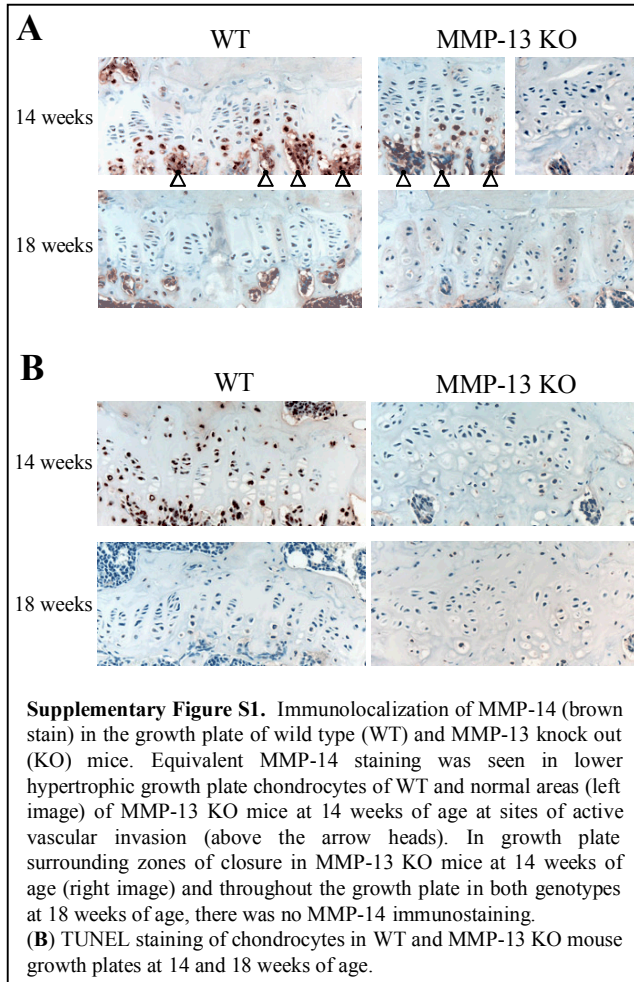 A
WT
MMP-13 KO
14 weeks
18 weeks
B
WT
MMP-13 KO
14 weeks
18 weeks
Supplementary Figure S1. Immunolocalization of MMP-14 (brown
stain) in the growth plate of wild type (WT) and MMP-13 knock out
(KO) mice. Equivalent MMP-14 staining was seen in lower
hypertrophic growth plate chondrocytes of WT and normal areas (left
image) of MMP-13 KO mice at 14 weeks of age at sites of active
vascular invasion (above the arrow heads). In growth plate
surrounding zones of closure in MMP-13 KO mice at 14 weeks of
age (right image) and throughout the growth plate in both genotypes
at 18 weeks of age, there was no MMP-14 immunostaining.
(B) TUNEL staining of chondrocytes in WT and MMP-13 KO mouse
growth plates at 14 and 18 weeks of age.